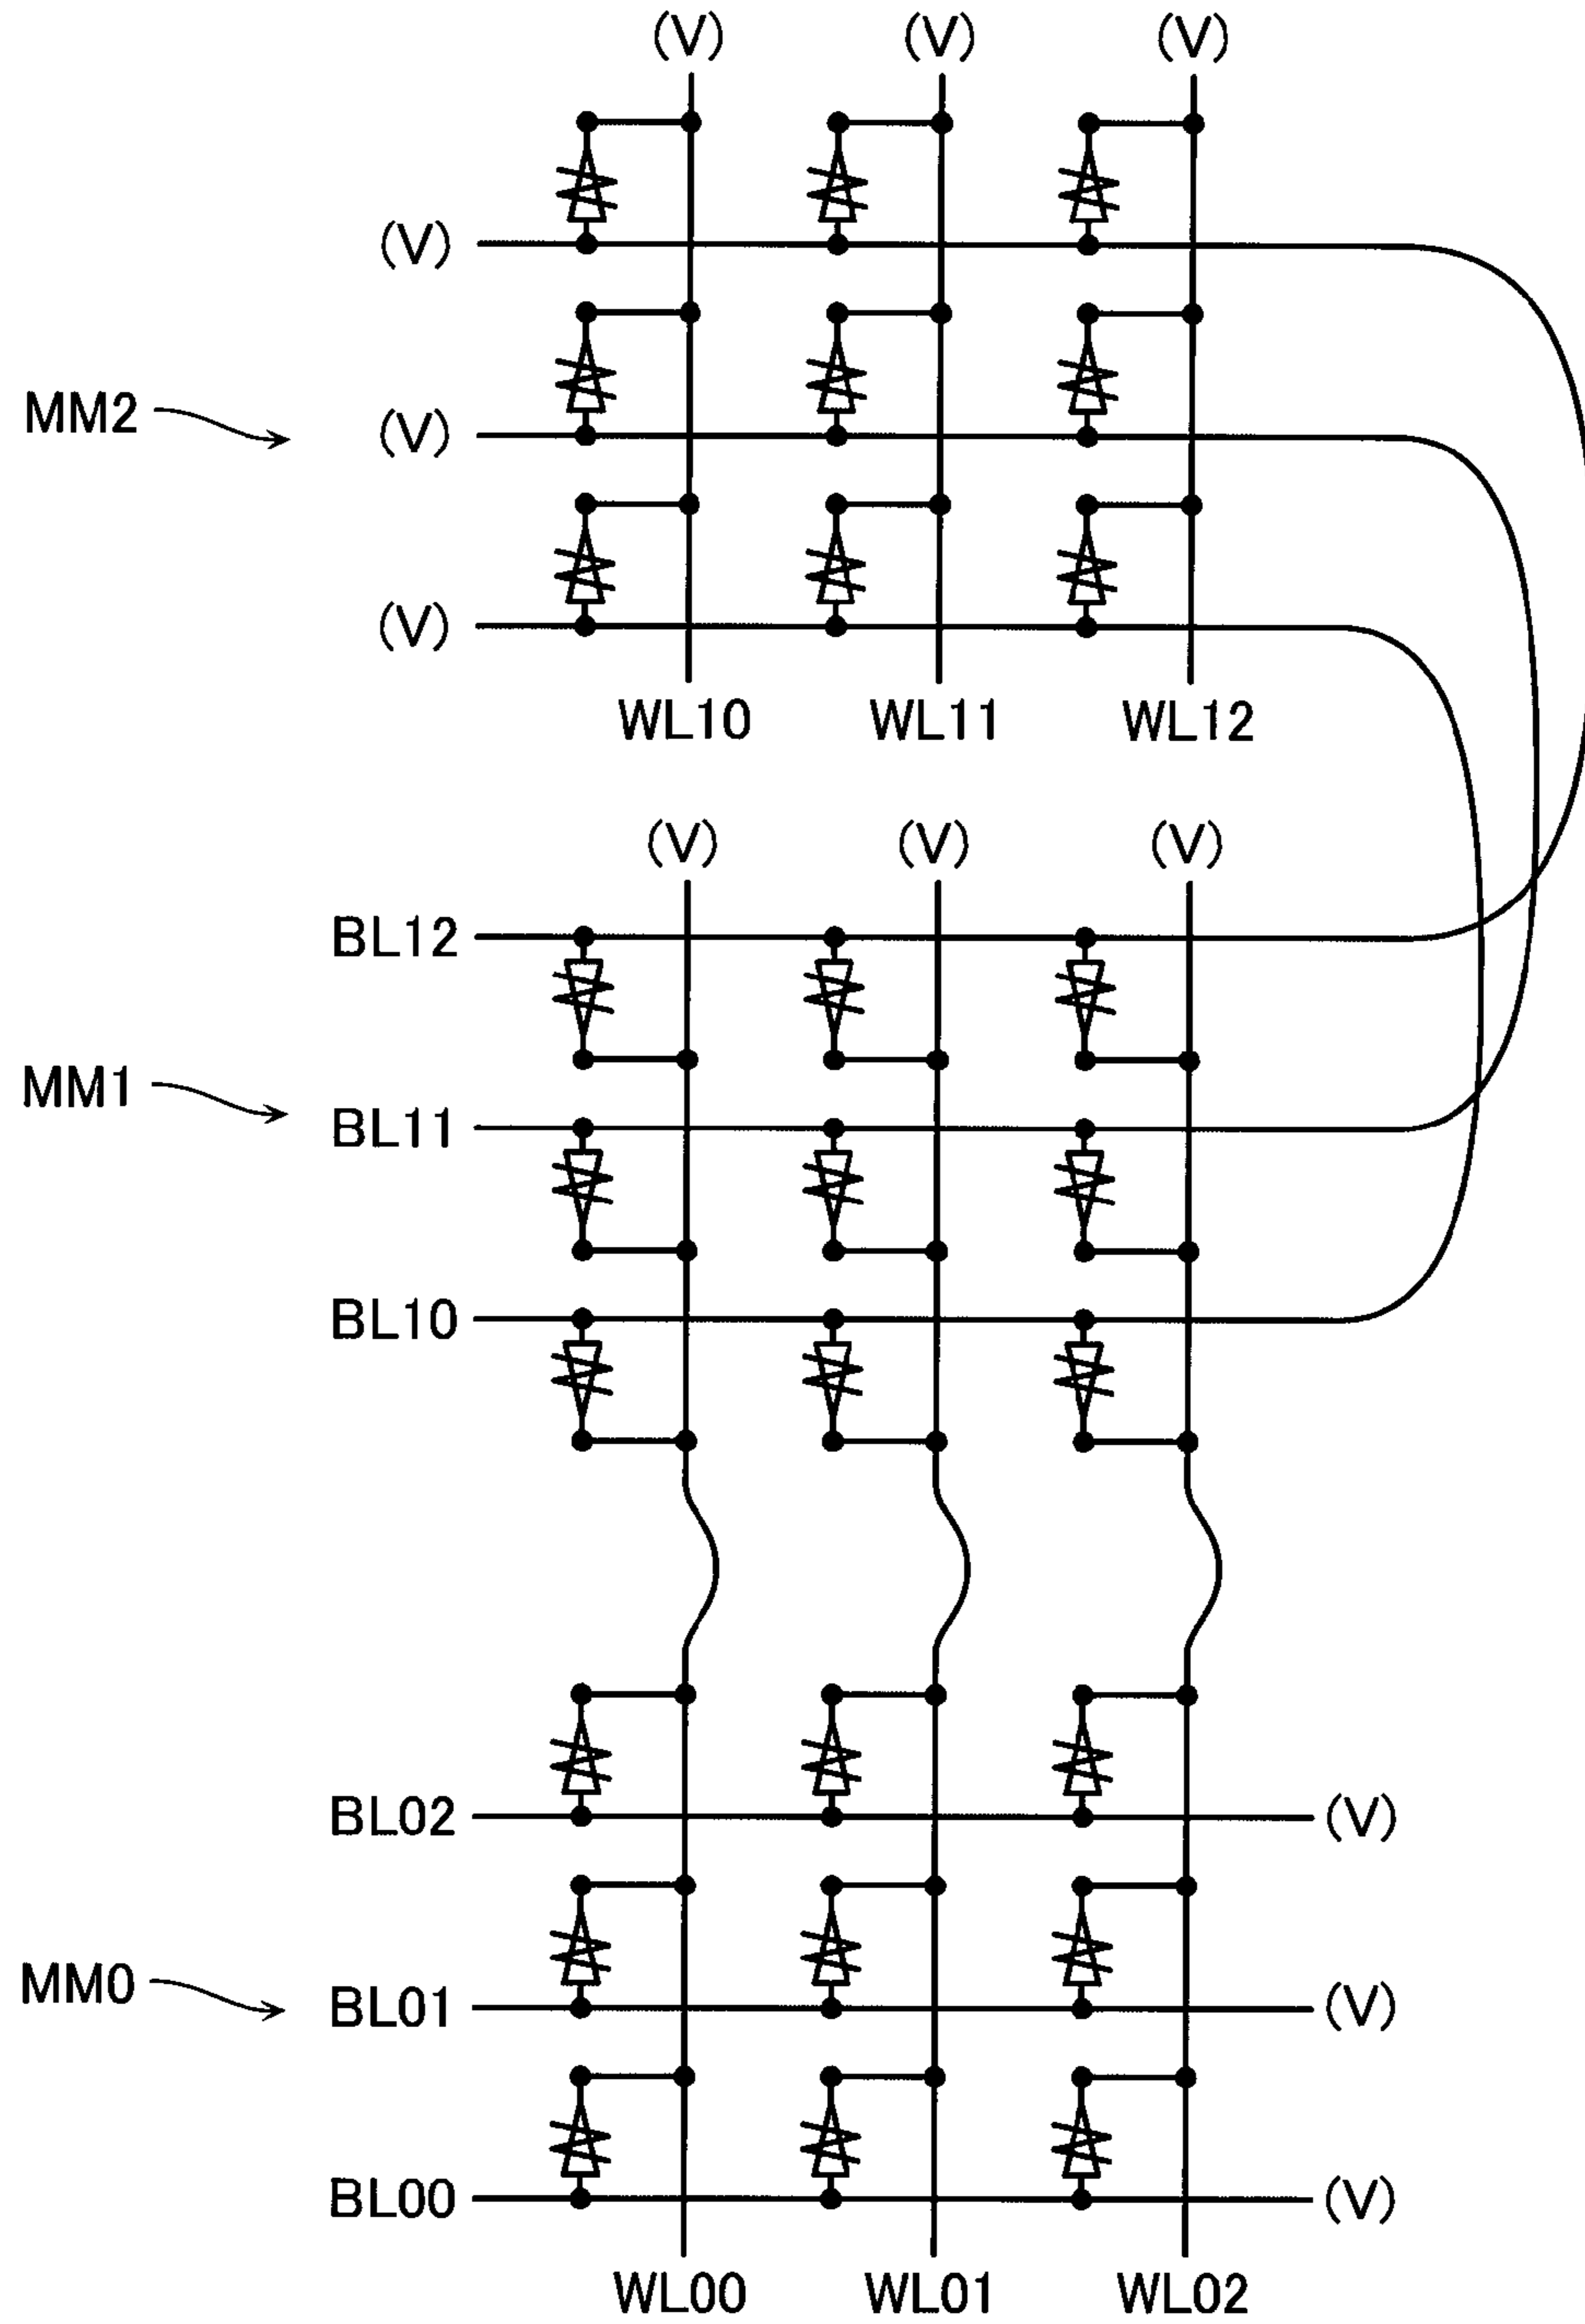 (V) (V) (V)
(V)
MM2 (V)
(V)
WL10 WL11 WL12
(V) (V) (V)
BL12
MM1
BL11
BL10
BL02 (V)
MM0 BL01 (V)
BL00 (V)
WL00 WL01 WL02